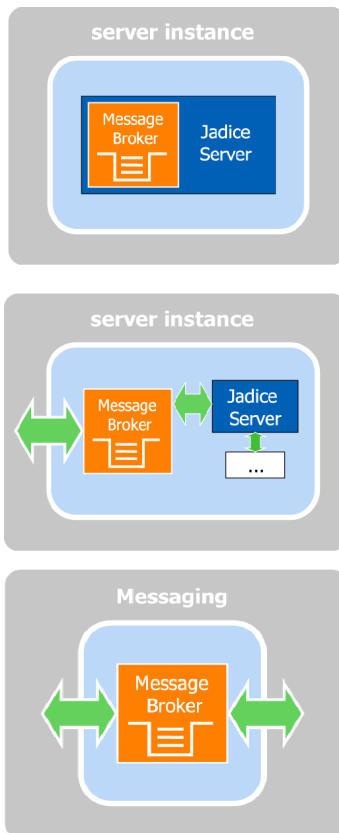 server instance
Message
Broker
Jadice
Server
server instance
Message
Broker
Jadice
Server
...
Messaging
Message
Broker